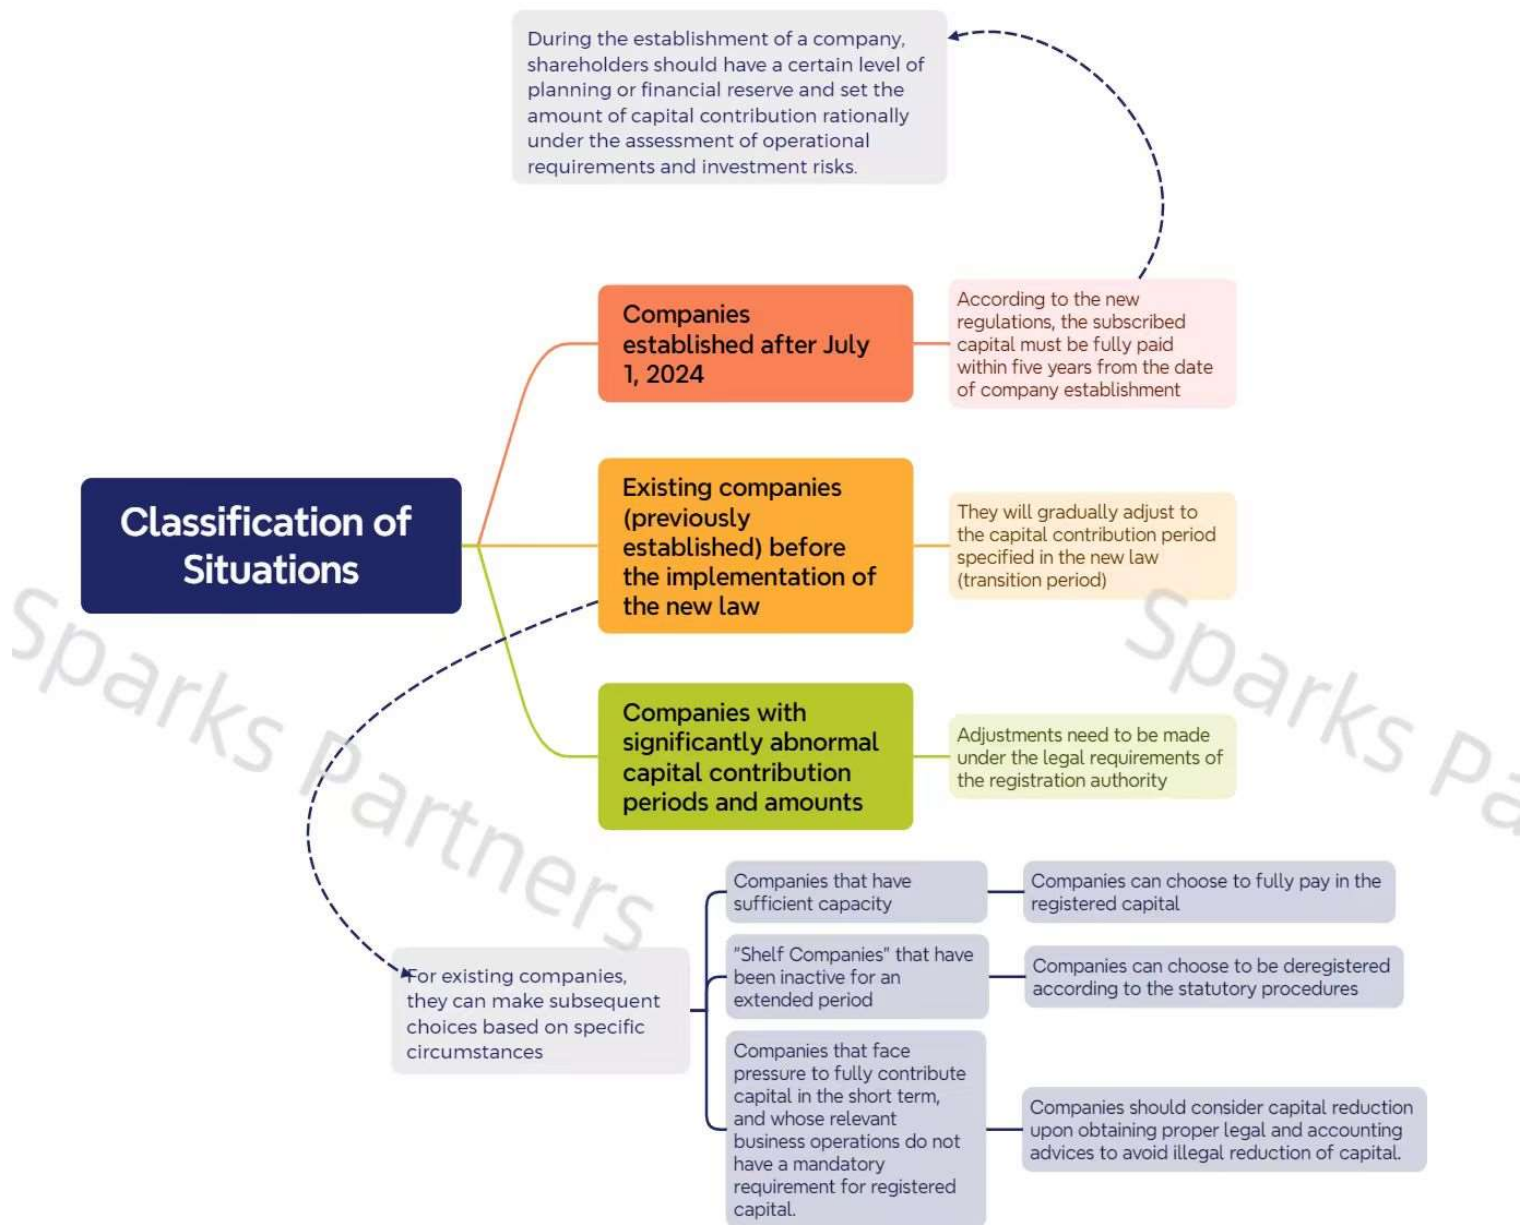 During the establishment of a company,
shareholders should have a certain level of
planning or financial reserve and set the
amount of capital contribution rationally
under the assessment of operational
requirements and investment risks.
Companies
established after July
1, 2024
According to the new
regulations, the subscribed
capital must be fully paid
within five years from the date
of company establishment
Classification of
Situations
Existing companies
(previously
established) before
the implementation of
the new law
They will gradually adjust to
the capital contribution period
specified in the new law
(transition period)
Companies with
significantly abnormal
capital contribution
periods and amounts
Adjustments need to be made
under the legal requirements of
the registration authority
Sparks Partners
Sparks Pa
For existing companies,
they can make subsequent
choices based on specific
circumstances
Companies that have
sufficient capacity
Companies can choose to fully pay in the
registered capital
"Shelf Companies" that have
been inactive for an
extended period
Companies can choose to be deregistered
according to the statutory procedures
Companies that face
pressure to fully contribute
capital in the short term,
and whose relevant
business operations do not
have a mandatory
requirement for registered
capital.
Companies should consider capital reduction
upon obtaining proper legal and accounting
advices to avoid illegal reduction of capital.